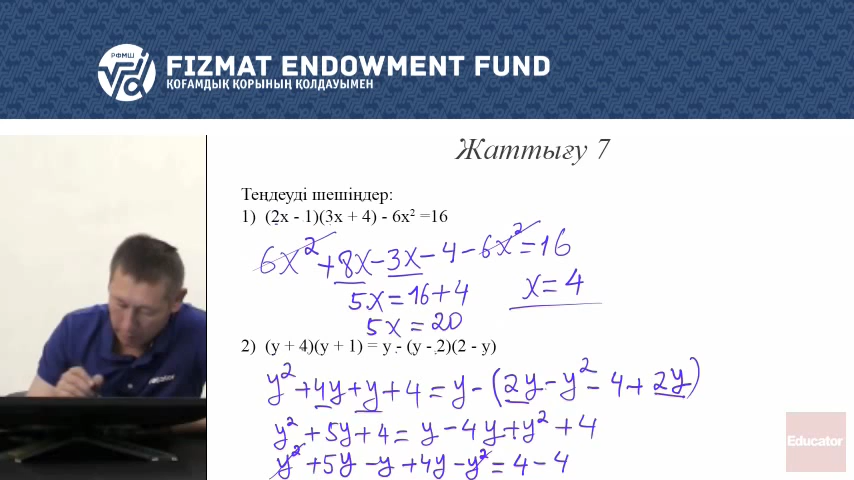 РФМШ
FIZMAT ENDOWMENT FUND
ҚОҒАМДЫҚ ҚОРЫНЫҢ ҚОЛДАУЫМЕН
Жаттығу 7
Теңдеуді шешіңдер:
1) (2x - 1)(3x + 4) - 6x² =16
6x² + 8x - 3x - 4 - 6x² = 16
5x = 16 + 4
x = 4
5x = 20
2) (y + 4)(y + 1) = y - (y - 2)(2 - y)
y² + 4y + y + 4 = y - (2y - y² - 4 + 2y)
y² + 5y + 4 = y - 4y + y² + 4
y² + 5y - y + 4y - y² = 4 - 4
Educator